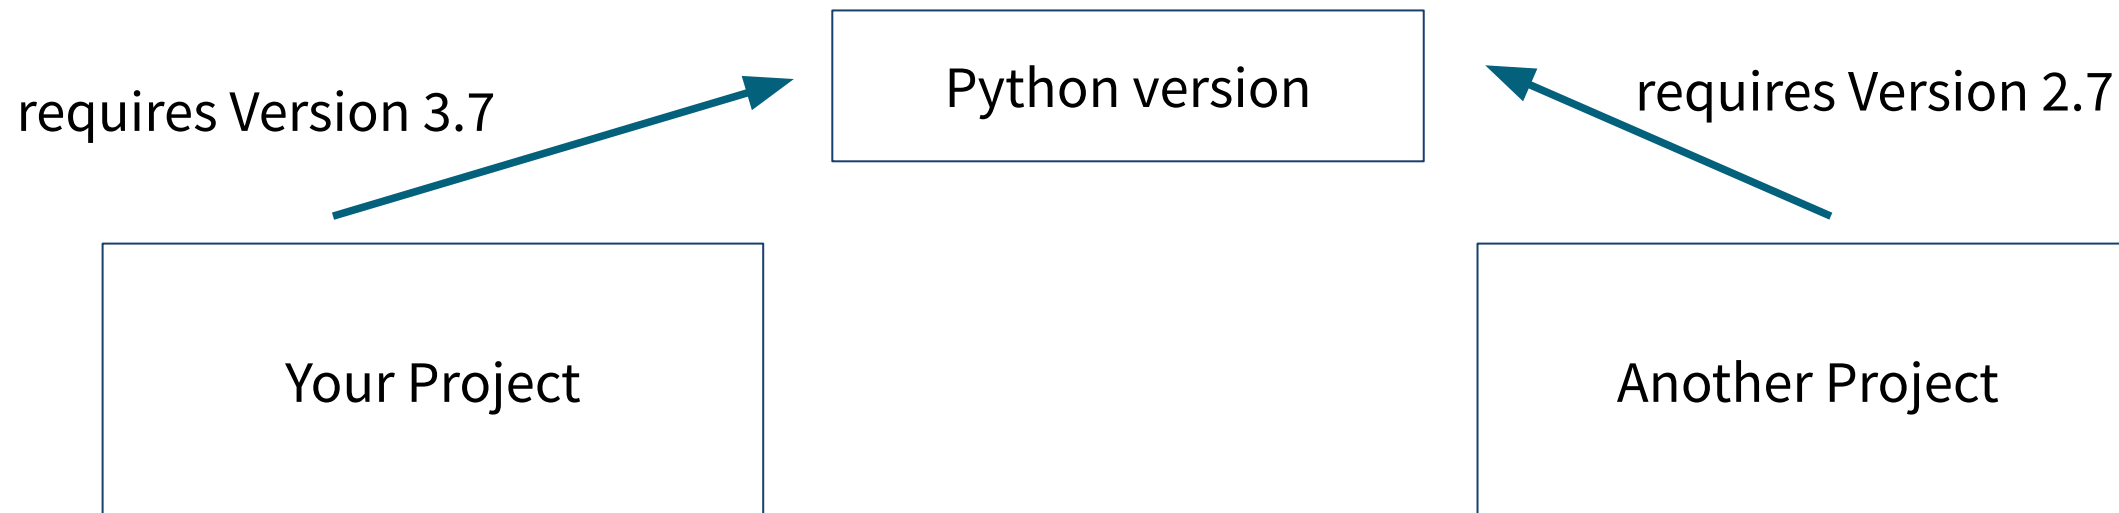 Python version
requires Version 3.7
requires Version 2.7
Your Project
Another Project